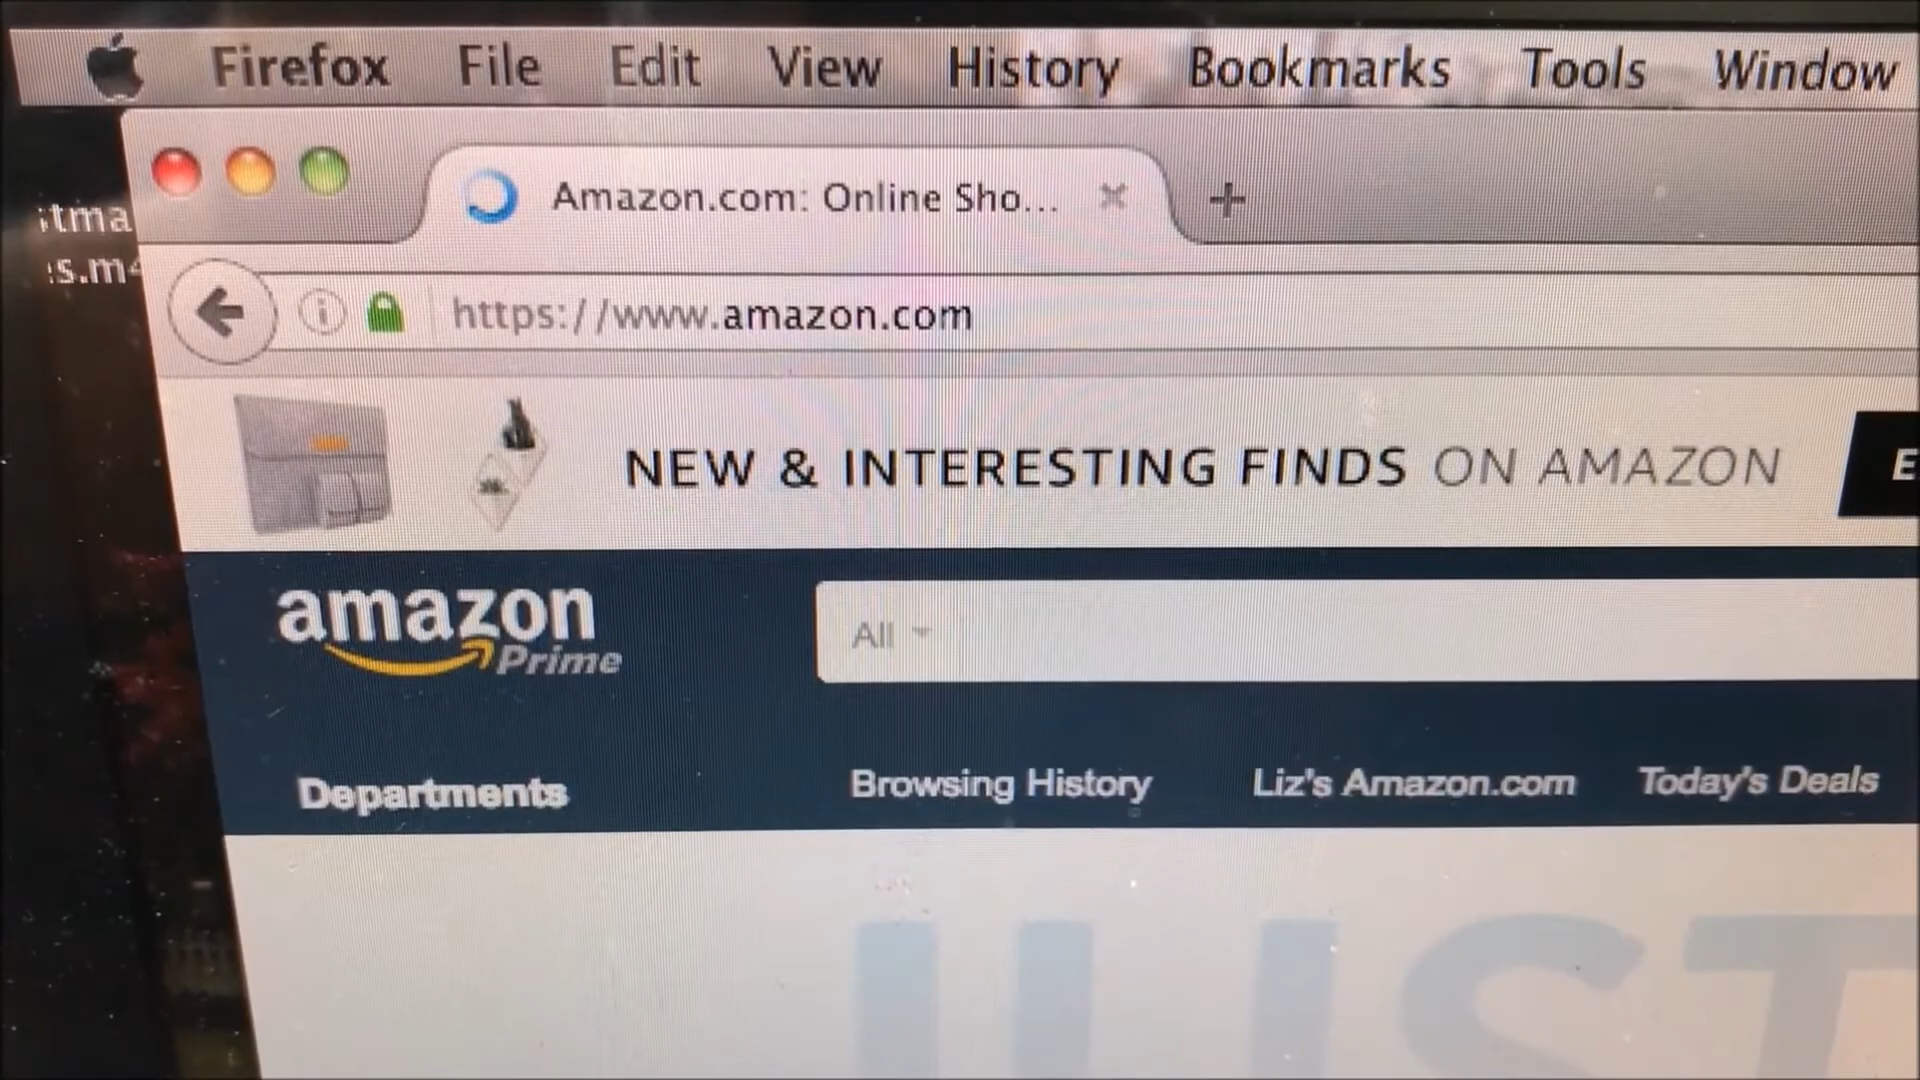 Firefox File Edit View History Bookmarks Tools Window
Amazon.com: Online Sho...
https://www.amazon.com
NEW & INTERESTING FINDS ON AMAZON
amazon
Prime
All
Departments Browsing History Liz's Amazon.com Today's Deals